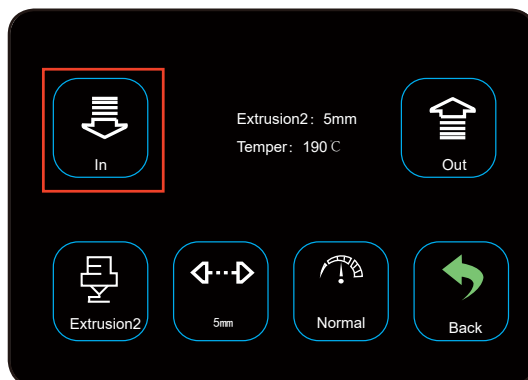 In
Extrusion2: 5mm
Temper: 190℃
Out
Extrusion2
5mm
Normal
Back